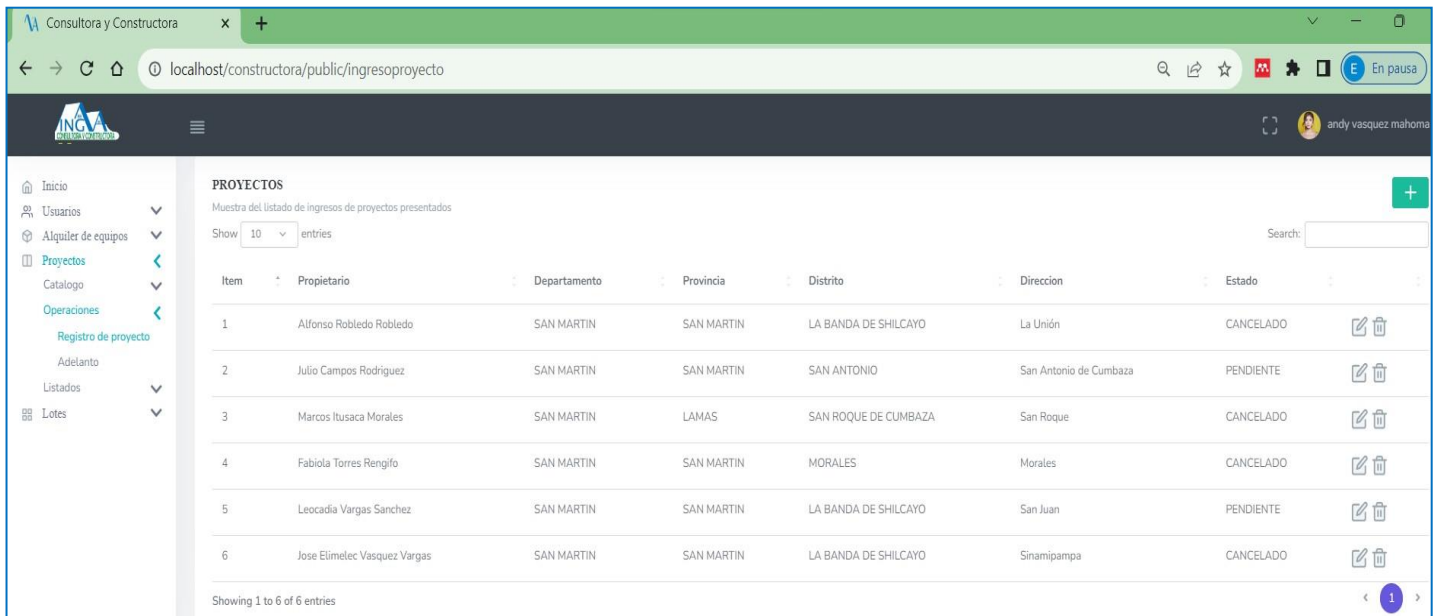 Consultora y Constructora
localhost/constructora/public/ingresoproyecto
E En pausa
ING
CONSULTORA Y CONSTRUCTORA
andy vasquez mahoma
Inicio
Usuarios
Alquiler de equipos
Proyectos
Catalogo
Operaciones
Registro de proyecto
Adelanto
Listados
Lotes
PROYECTOS
Muestra del listado de ingresos de proyectos presentados
Show 10 entries Search:
Item Propietario Departamento Provincia Distrito Direccion Estado
1 Alfonso Robledo Robledo SAN MARTIN SAN MARTIN LA BANDA DE SHILCAYO La Unión CANCELADO
2 Julio Campos Rodriguez SAN MARTIN SAN MARTIN SAN ANTONIO San Antonio de Cumbaza PENDIENTE
3 Marcos Itusaca Morales SAN MARTIN LAMAS SAN ROQUE DE CUMBAZA San Roque CANCELADO
4 Fabiola Torres Rengifo SAN MARTIN SAN MARTIN MORALES Morales CANCELADO
5 Leocadia Vargas Sanchez SAN MARTIN SAN MARTIN LA BANDA DE SHILCAYO San Juan PENDIENTE
6 Jose Elimelec Vasquez Vargas SAN MARTIN SAN MARTIN LA BANDA DE SHILCAYO Sinamipampa CANCELADO
Showing 1 to 6 of 6 entries 1